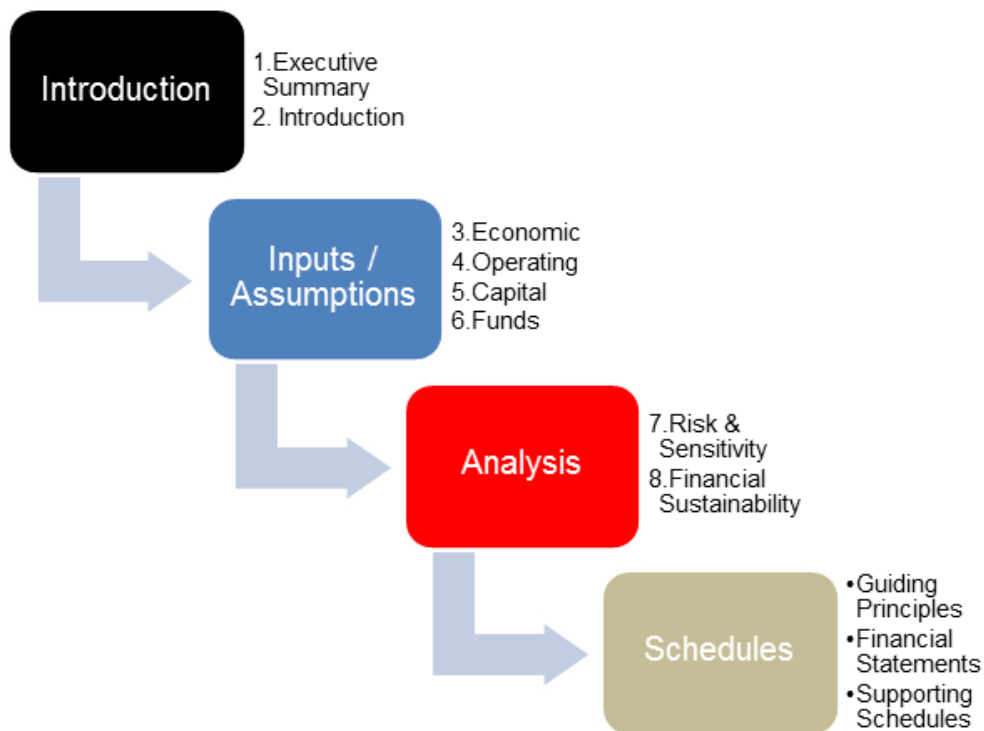 Introduction
1.Executive
Summary
2. Introduction
Inputs /
Assumptions
3.Economic
4.Operating
5.Capital
6.Funds
Analysis
7.Risk &
Sensitivity
8.Financial
Sustainability
Schedules
•Guiding
Principles
•Financial
Statements
•Supporting
Schedules